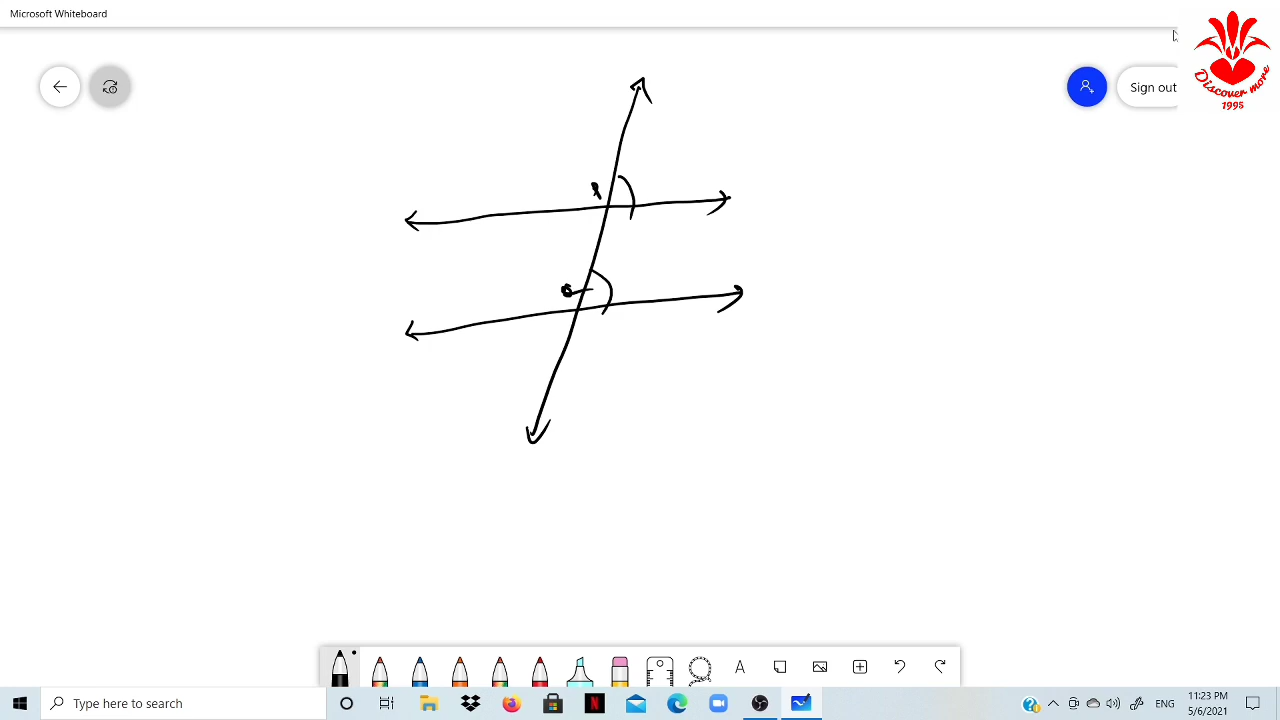 Microsoft Whiteboard
Discover more
1995
Sign out
A
Type here to search
N
ENG
11:23 PM
5/6/2021